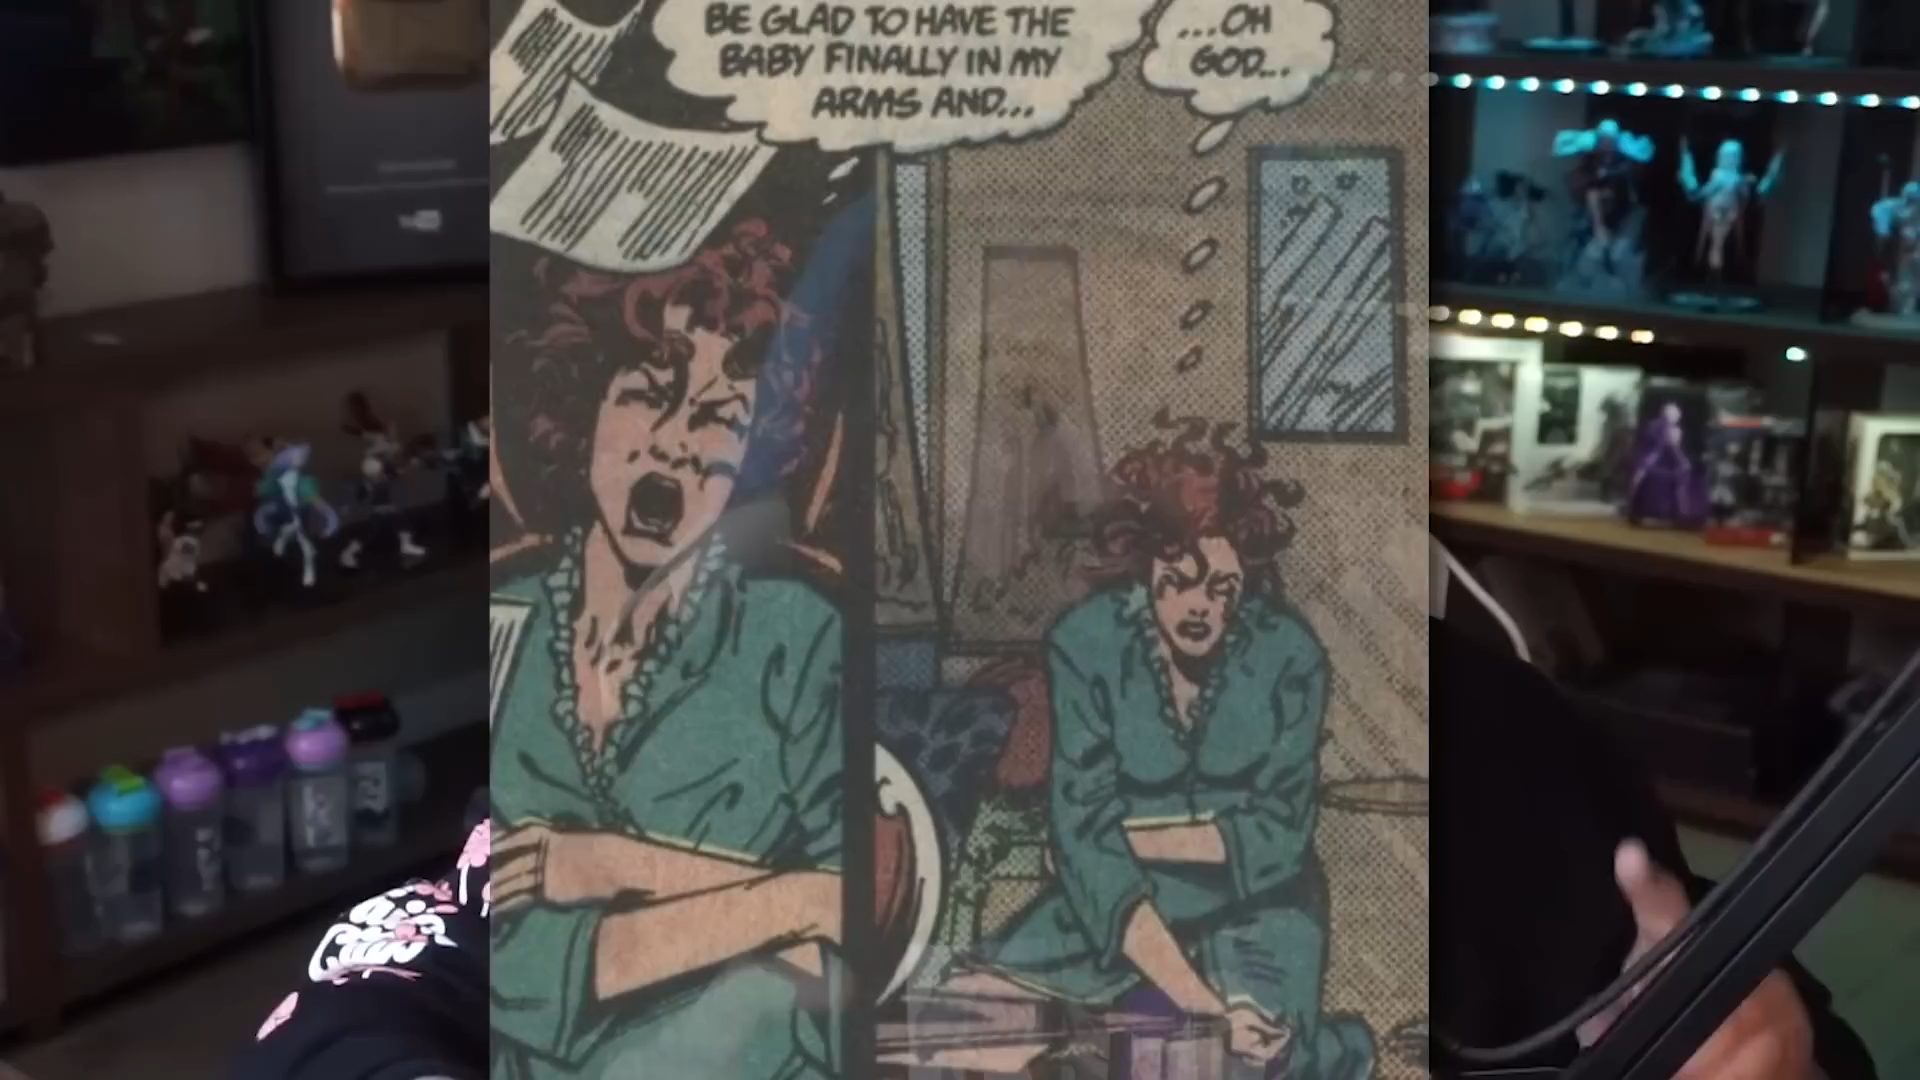 BE GLAD TO HAVE THE
BABY FINALLY IN MY
ARMS AND...
...OH
GOD...